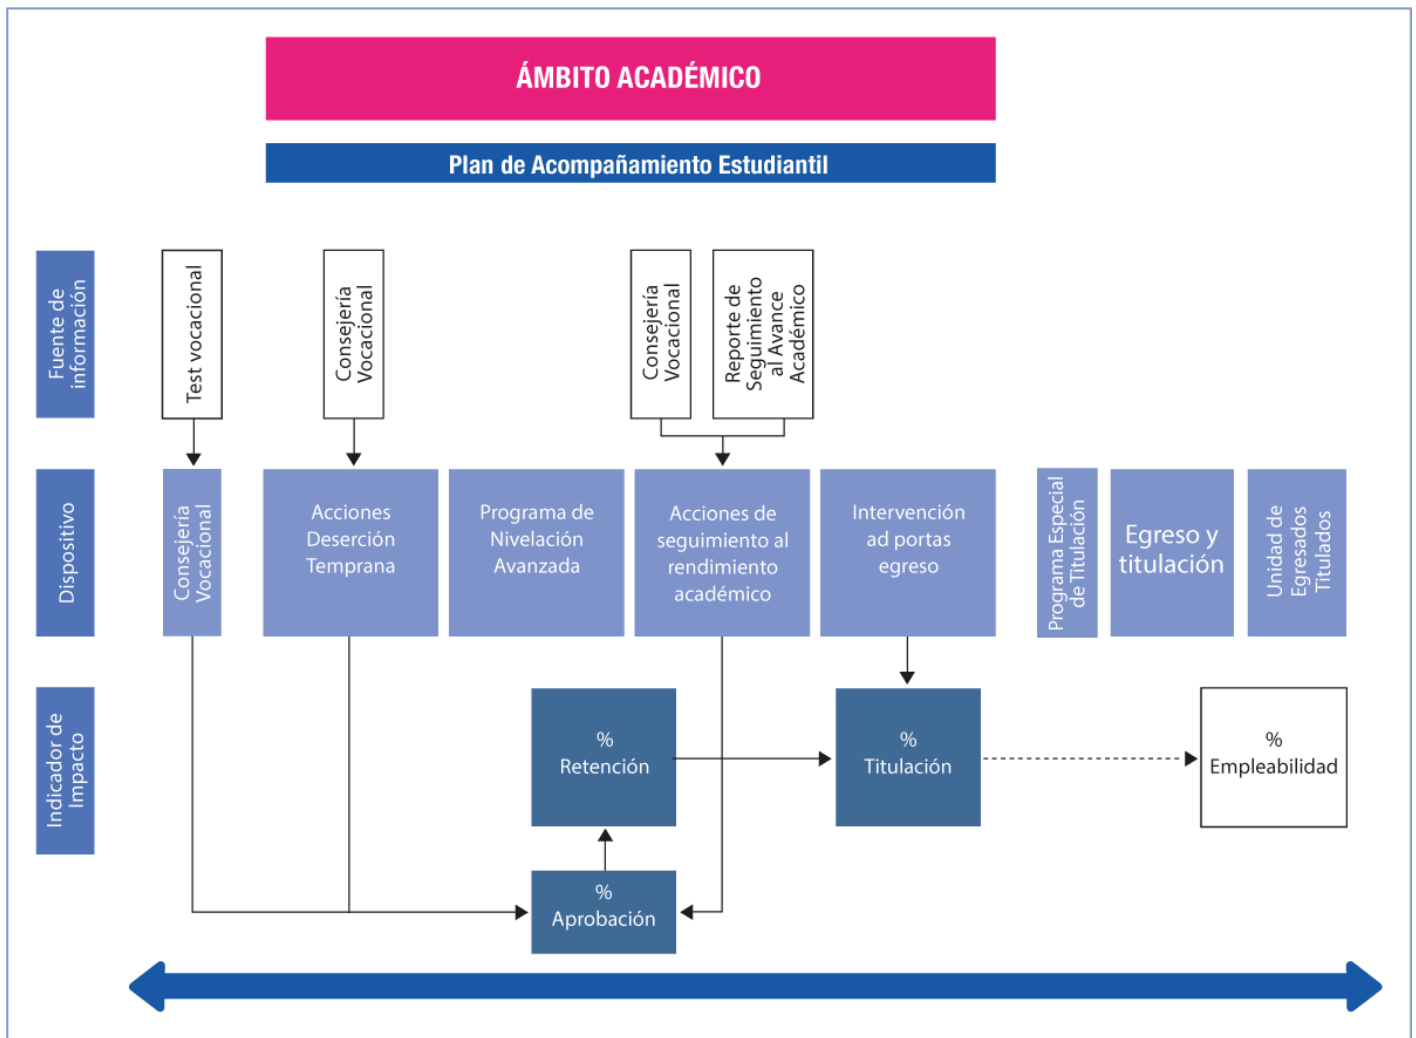 ÁMBITO ACADÉMICO
Plan de Acompañamiento Estudiantil
Fuente de
información
Test vocacional
Consejería
Vocacional
Consejería
Vocacional
Reporte de
Seguimiento
al Avance
Académico
Dispositivo
Consejería
Vocacional
Acciones
Deserción
Temprana
Programa de
Nivelación
Avanzada
Acciones de
seguimiento al
rendimiento
académico
Intervención
ad portas
egreso
Programa Especial
de Titulación
Egreso y
titulación
Unidad de
Egresados
Titulados
Indicador de
Impacto
%
Retención
%
Titulación
%
Empleabilidad
%
Aprobación